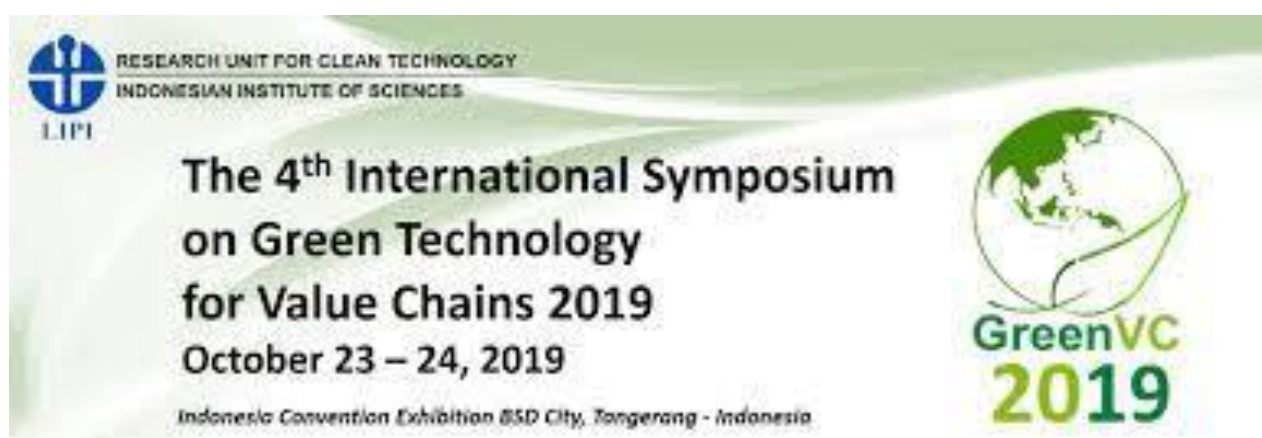 RESEARCH UNIT FOR CLEAN TECHNOLOGY
INDONESIAN INSTITUTE OF SCIENCES
LIPI
The 4th International Symposium
on Green Technology
for Value Chains 2019
October 23 – 24, 2019
Indonesia Convention Exhibition BSD City, Tangerang - Indonesia
GreenVC
2019